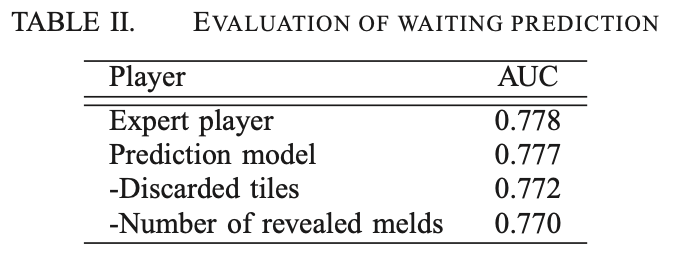 TABLE II. EVALUATION OF WAITING PREDICTION
Player AUC
Expert player 0.778
Prediction model 0.777
-Discarded tiles 0.772
-Number of revealed melds 0.770